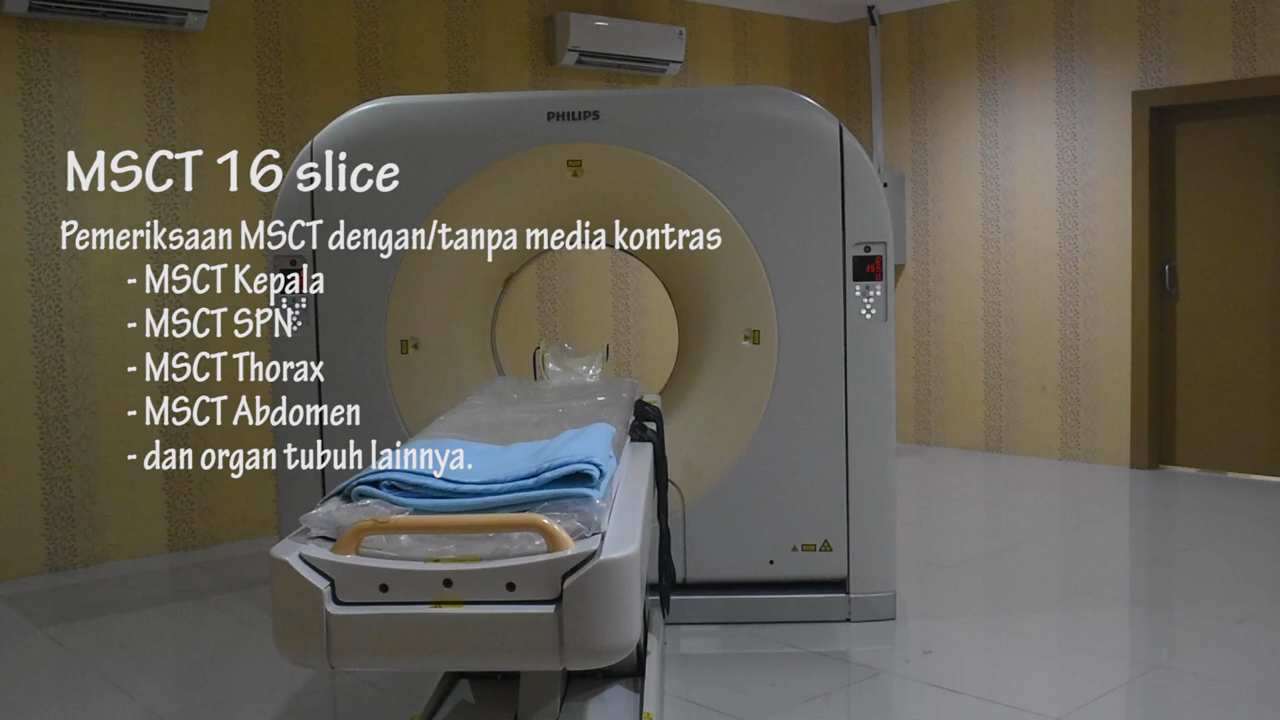 PHILIPS
MSCT 16 slice
Pemeriksaan MSCT dengan/tanpa media kontras
- MSCT Kepala
- MSCT SPN
- MSCT Thorax
- MSCT Abdomen
- dan organ tubuh lainnya.